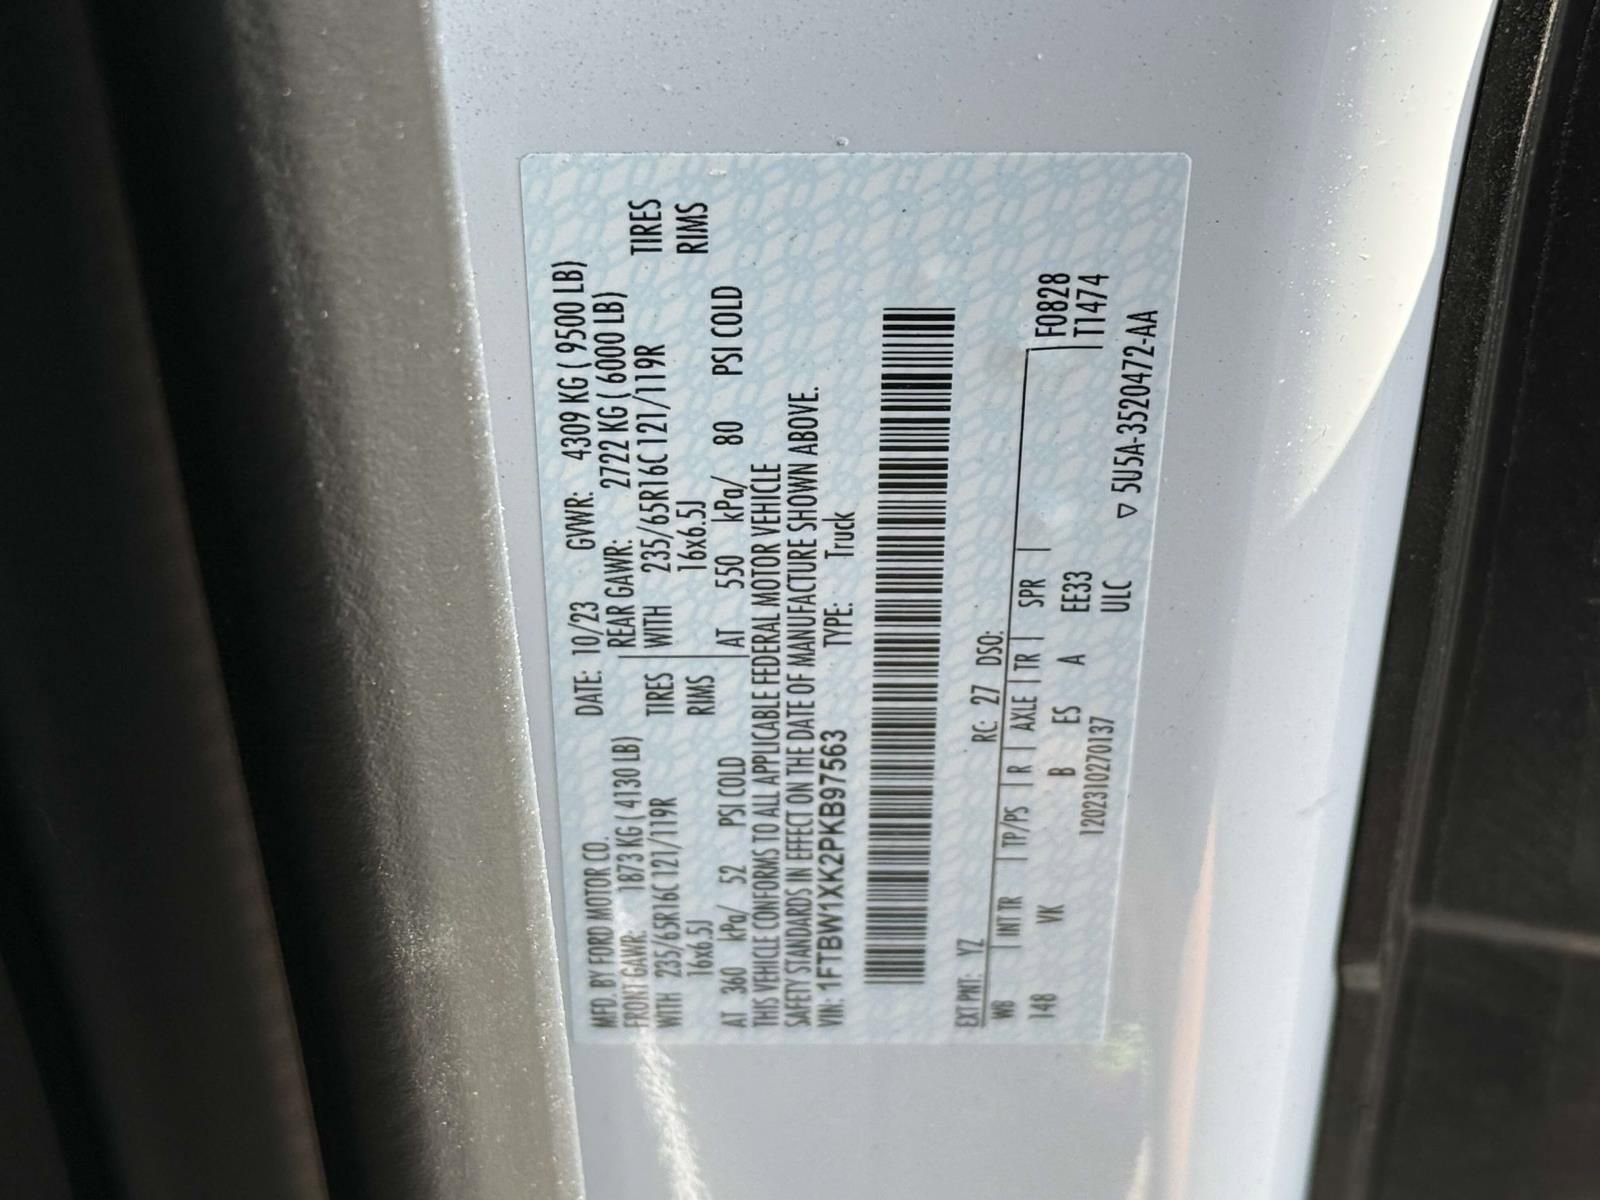 MFD. BY FORD MOTOR CO. DATE: 10/23 GVWR: 4309 KG ( 9500 LB)
FRONT GAWR: 1873 KG ( 4130 LB) REAR GAWR: 2722 KG ( 6000 LB)
WITH 235/65R16C 121/119R TIRES WITH 235/65R16C 121/119R TIRES
16x6.5J RIMS 16x6.5J RIMS
AT 360 kPa/ 52 PSI COLD AT 550 kPa/ 80 PSI COLD
THIS VEHICLE CONFORMS TO ALL APPLICABLE FEDERAL MOTOR VEHICLE
SAFETY STANDARDS IN EFFECT ON THE DATE OF MANUFACTURE SHOWN ABOVE.
VIN: 1FTBW1XK2PKB97563 TYPE: Truck
EXT PNT: YZ RC: 27 DSO:
WB INT TR TP/PS R AXLE TR SPR F0828
148 VK B ES A EE33 T1474
1202310270137 ULC
▽ 5U5A-3520472-AA